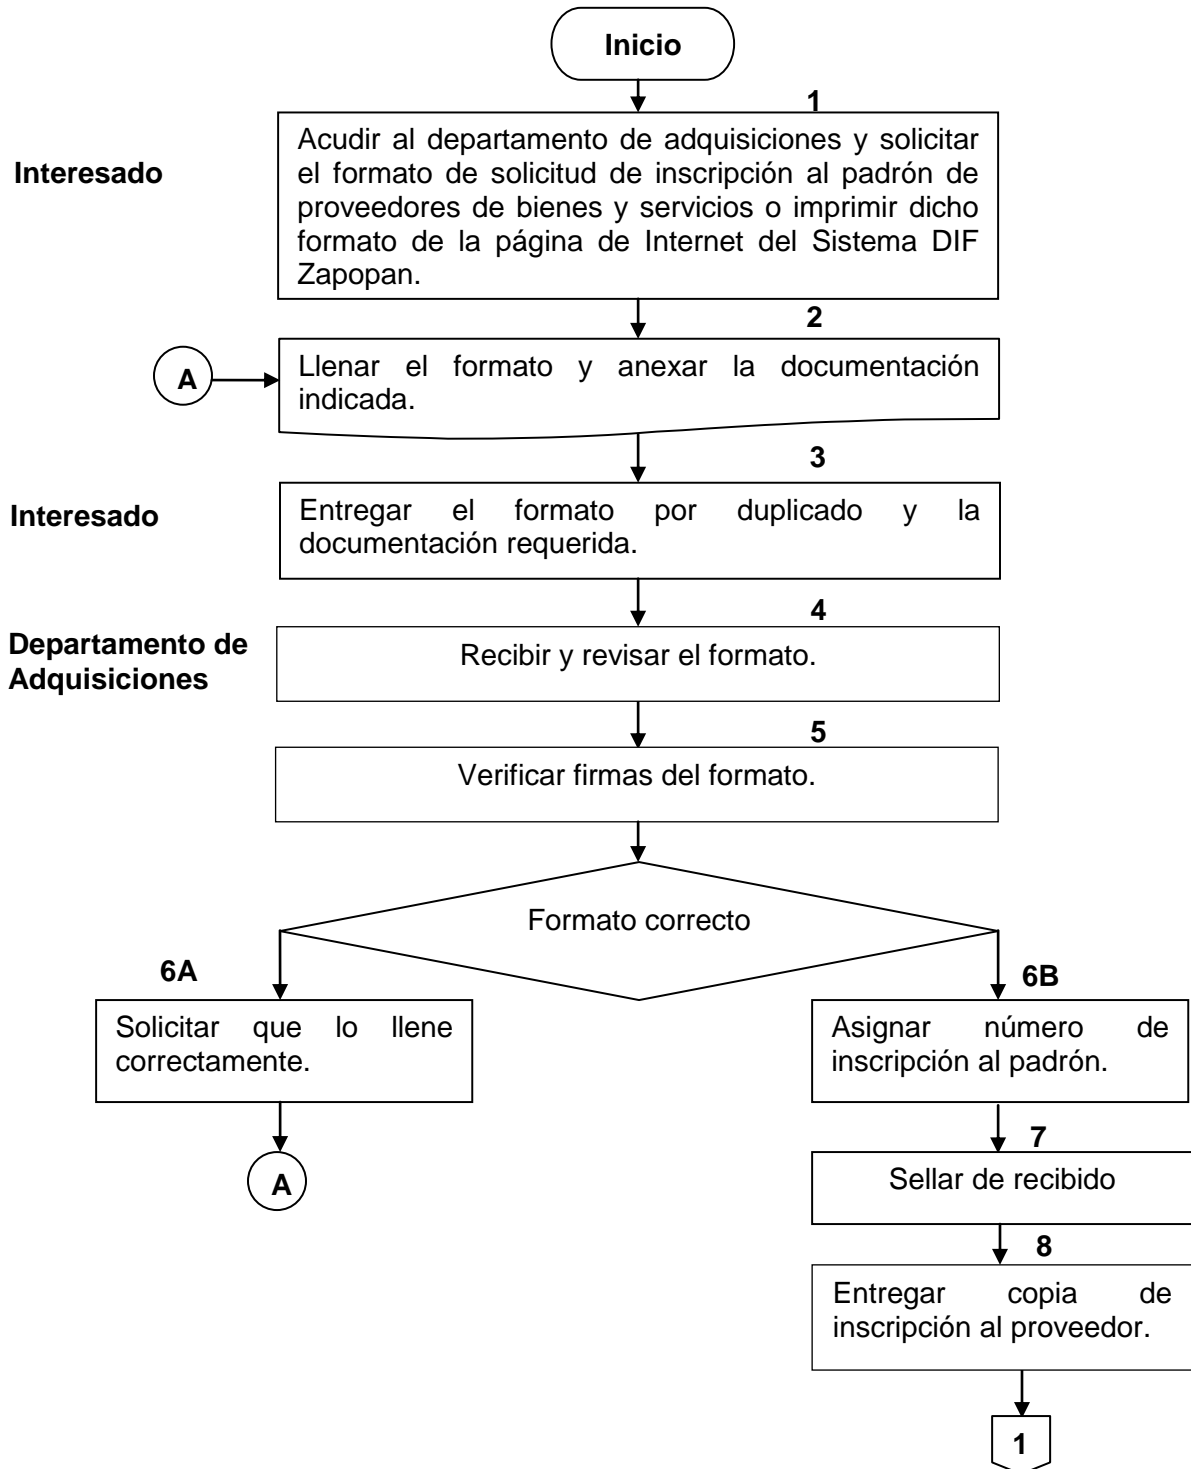 Inicio
1
Interesado
Acudir al departamento de adquisiciones y solicitar
el formato de solicitud de inscripción al padrón de
proveedores de bienes y servicios o imprimir dicho
formato de la página de Internet del Sistema DIF
Zapopan.
2
A
Llenar el formato y anexar la documentación
indicada.
3
Interesado
Entregar el formato por duplicado y la
documentación requerida.
4
Departamento de
Adquisiciones
Recibir y revisar el formato.
5
Verificar firmas del formato.
Formato correcto
6A
Solicitar que lo llene
correctamente.
A
6B
Asignar número de
inscripción al padrón.
7
Sellar de recibido
8
Entregar copia de
inscripción al proveedor.
1